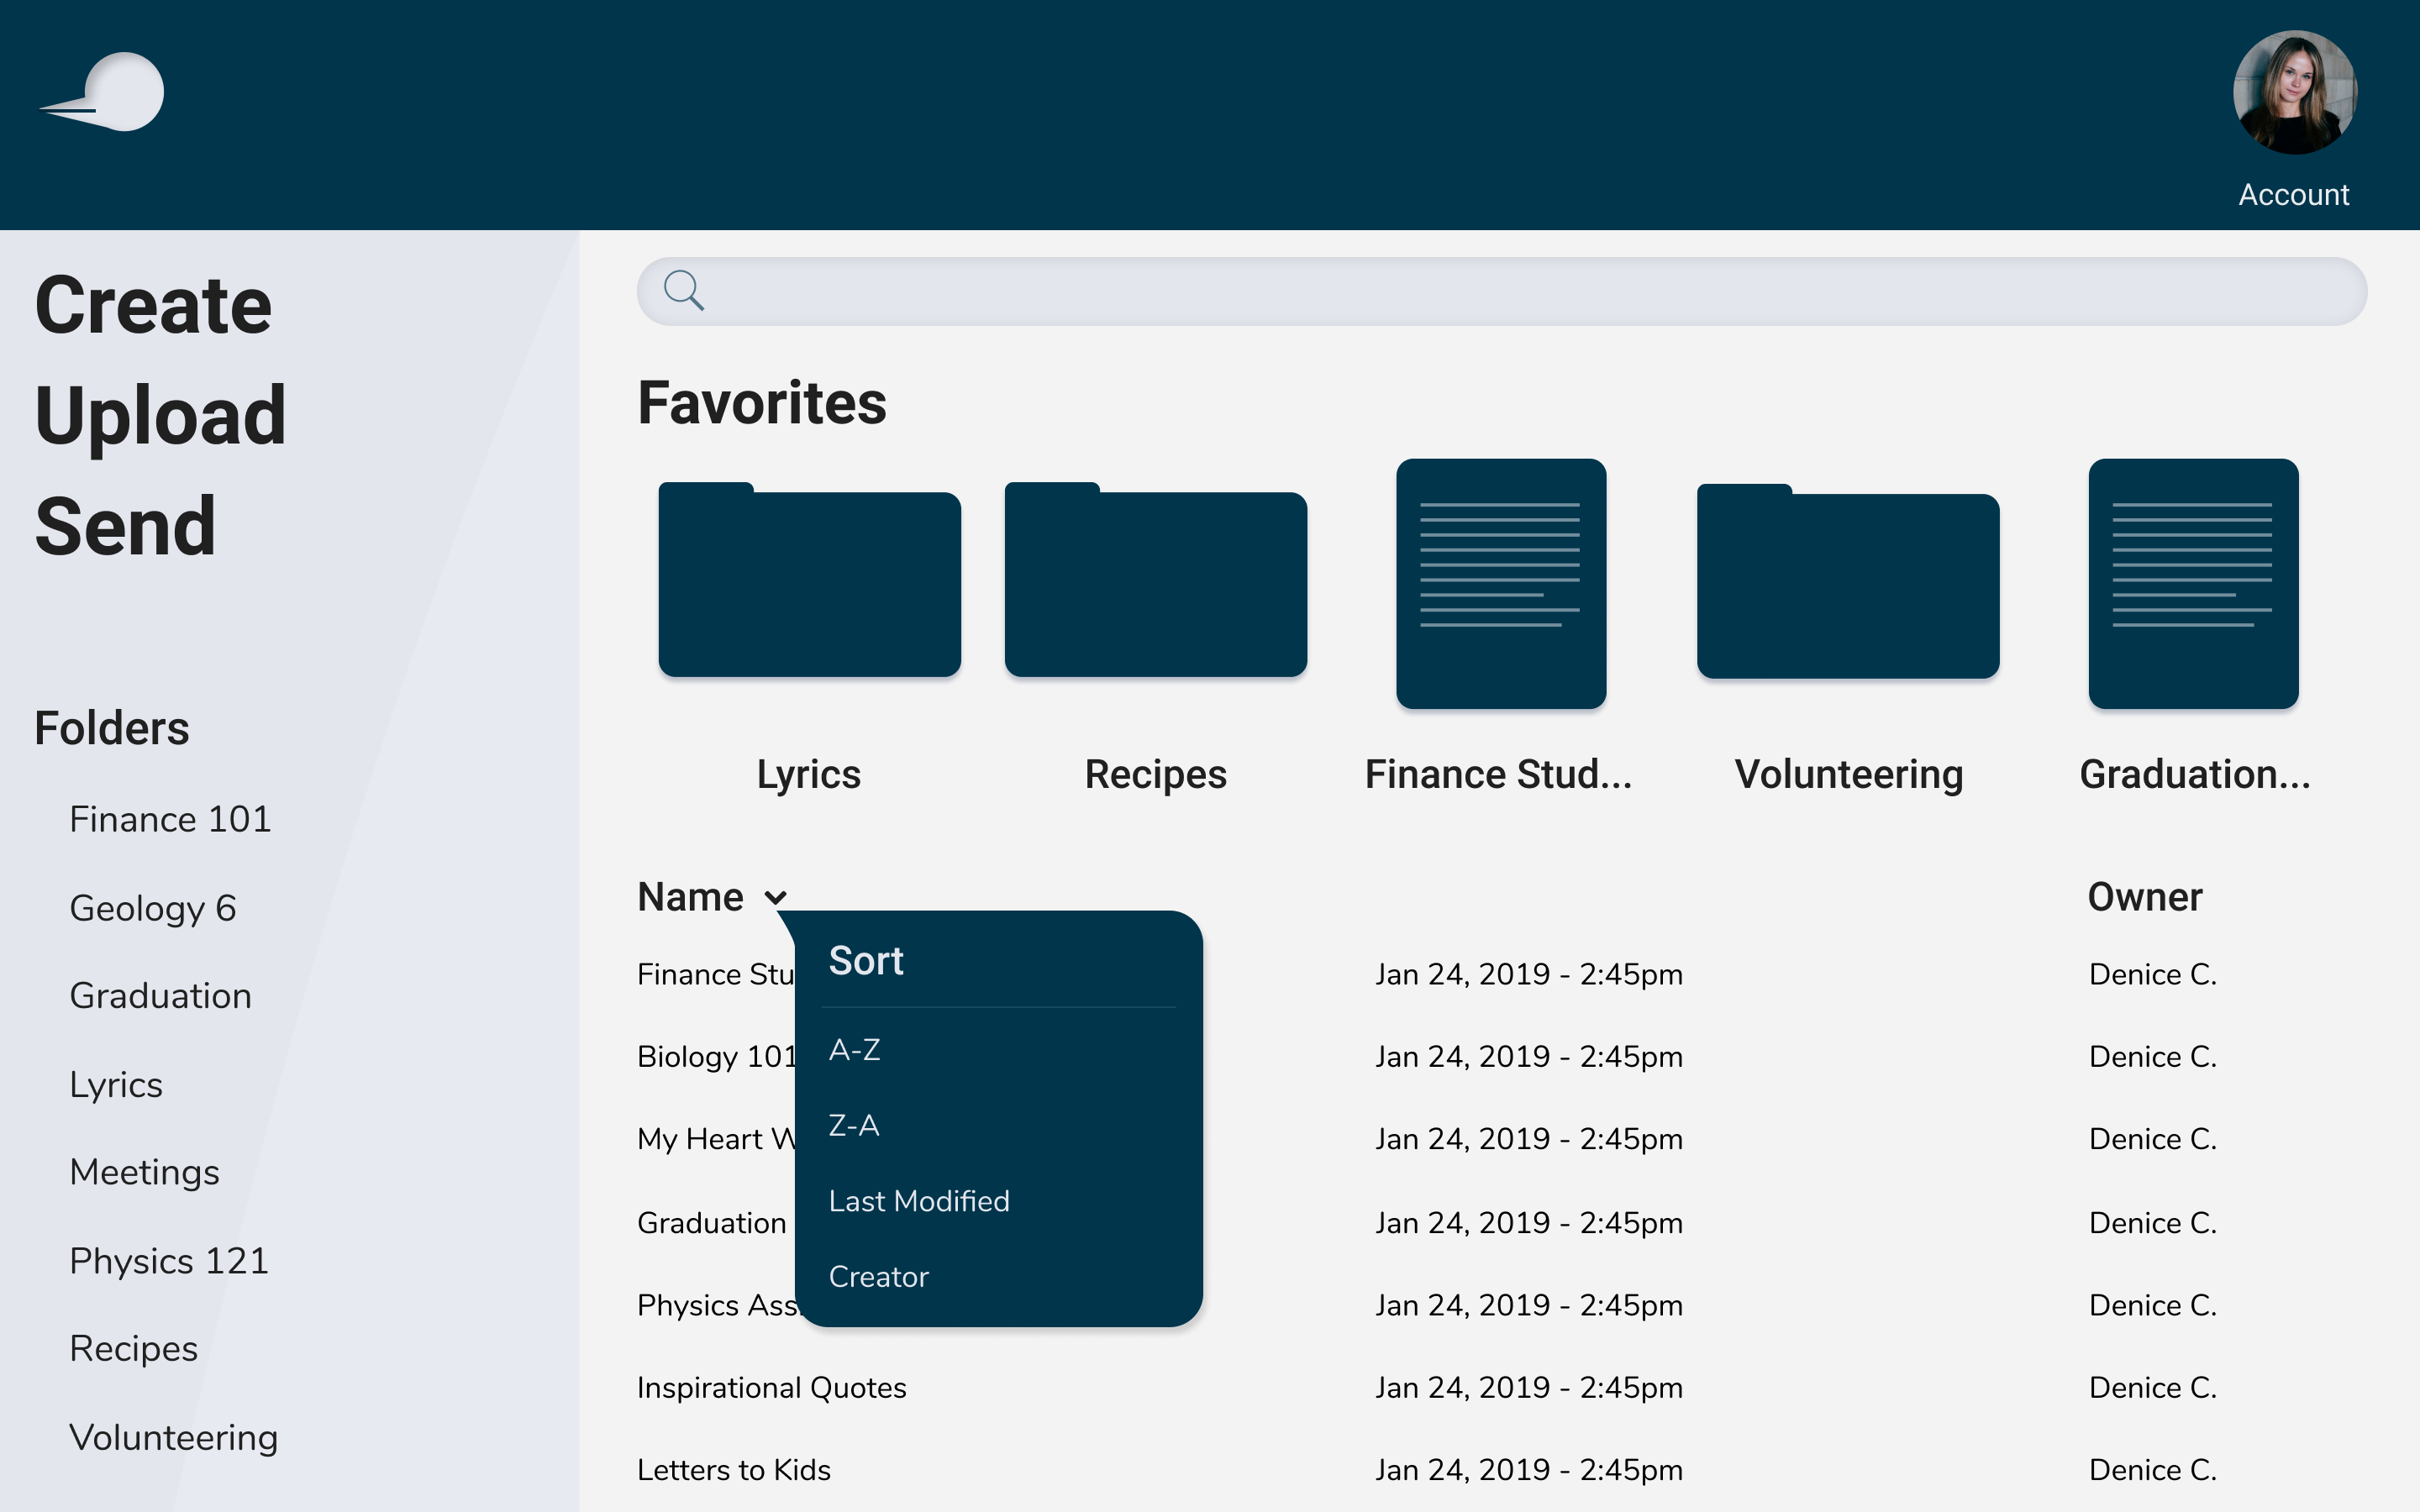 Account
Create
Upload
Send
Folders
Finance 101
Geology 6
Graduation
Lyrics
Meetings
Physics 121
Recipes
Volunteering
Favorites
Lyrics
Recipes
Finance Stud...
Volunteering
Graduation...
Name
Owner
Sort
A-Z
Z-A
Last Modified
Creator
Finance Jan 24, 2019 - 2:45pm Denice C.
Biology 101 Jan 24, 2019 - 2:45pm Denice C.
My Heart Jan 24, 2019 - 2:45pm Denice C.
Graduation Jan 24, 2019 - 2:45pm Denice C.
Physics Jan 24, 2019 - 2:45pm Denice C.
Inspirational Quotes Jan 24, 2019 - 2:45pm Denice C.
Letters to Kids Jan 24, 2019 - 2:45pm Denice C.